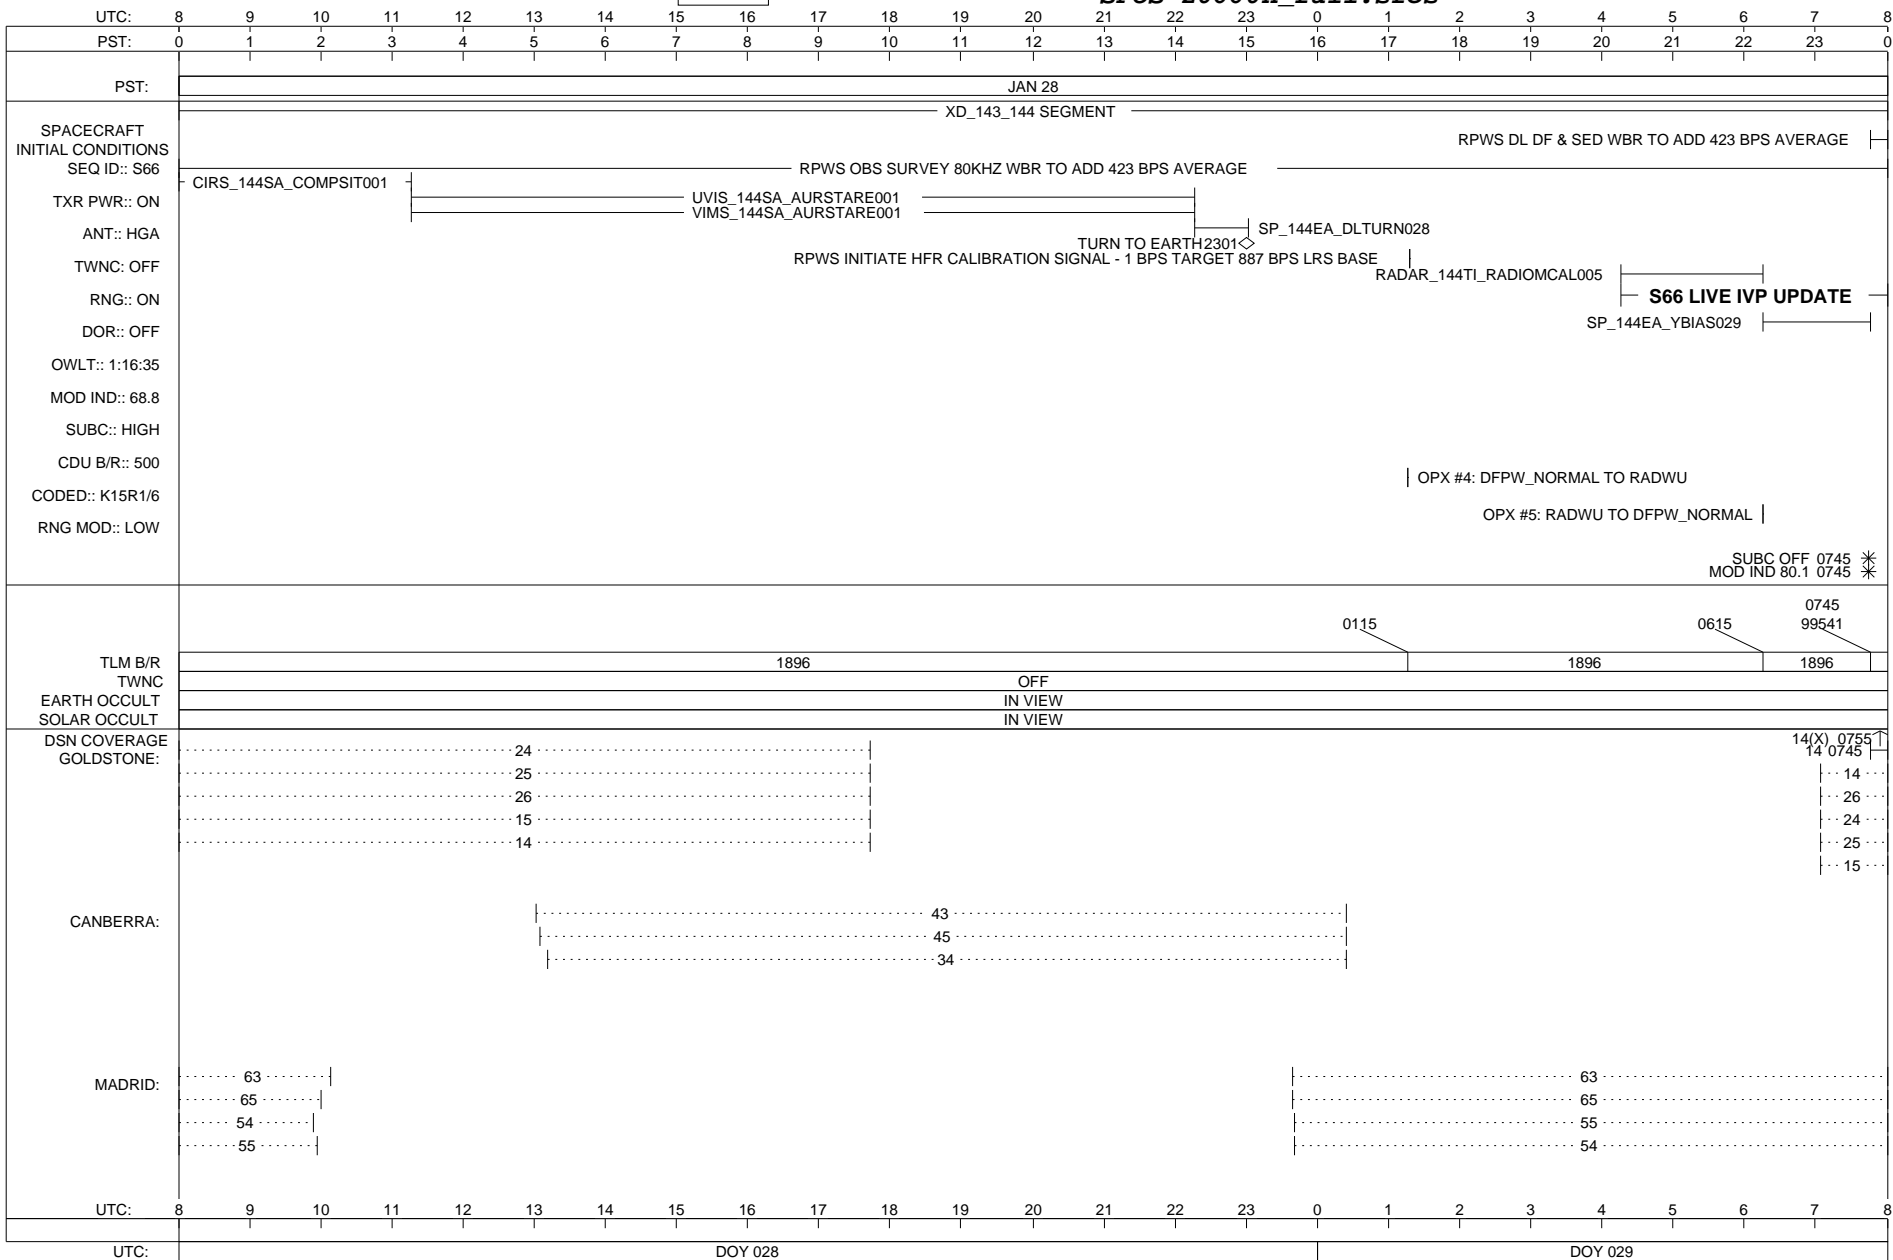 UTC: 8 9 10 11 12 13 14 15 16 17 18 19 20 21 22 23 0 1 2 3 4 5 6 7 8
PST: 0 1 2 3 4 5 6 7 8 9 10 11 12 13 14 15 16 17 18 19 20 21 22 23 0
PST: JAN 28
XD_143_144 SEGMENT
SPACECRAFT
INITIAL CONDITIONS
RPWS DL DF & SED WBR TO ADD 423 BPS AVERAGE
SEQ ID:: S66
RPWS OBS SURVEY 80KHZ WBR TO ADD 423 BPS AVERAGE
CIRS_144SA_COMPSIT001
TXR PWR:: ON
UVIS_144SA_AURSTARE001
VIMS_144SA_AURSTARE001
ANT:: HGA
SP_144EA_DLTURN028
TURN TO EARTH2301
TWNC: OFF
RPWS INITIATE HFR CALIBRATION SIGNAL - 1 BPS TARGET 887 BPS LRS BASE
RADAR_144TI_RADIOMCAL005
RNG:: ON
S66 LIVE IVP UPDATE
DOR:: OFF
SP_144EA_YBIAS029
OWLT:: 1:16:35
MOD IND:: 68.8
SUBC:: HIGH
CDU B/R:: 500
OPX #4: DFPW_NORMAL TO RADWU
CODED:: K15R1/6
OPX #5: RADWU TO DFPW_NORMAL
RNG MOD:: LOW
SUBC OFF 0745
MOD IND 80.1 0745
0745
0115 0615 99541
TLM B/R 1896 1896 1896
TWNC OFF
EARTH OCCULT IN VIEW
SOLAR OCCULT IN VIEW
DSN COVERAGE
GOLDSTONE:
14(X) 0755
24 14 0745
25 14
26 26
15 24
14 25
15
CANBERRA:
43
45
34
MADRID:
63 63
65 65
54 55
55 54
UTC: 8 9 10 11 12 13 14 15 16 17 18 19 20 21 22 23 0 1 2 3 4 5 6 7 8
UTC: DOY 028 DOY 029